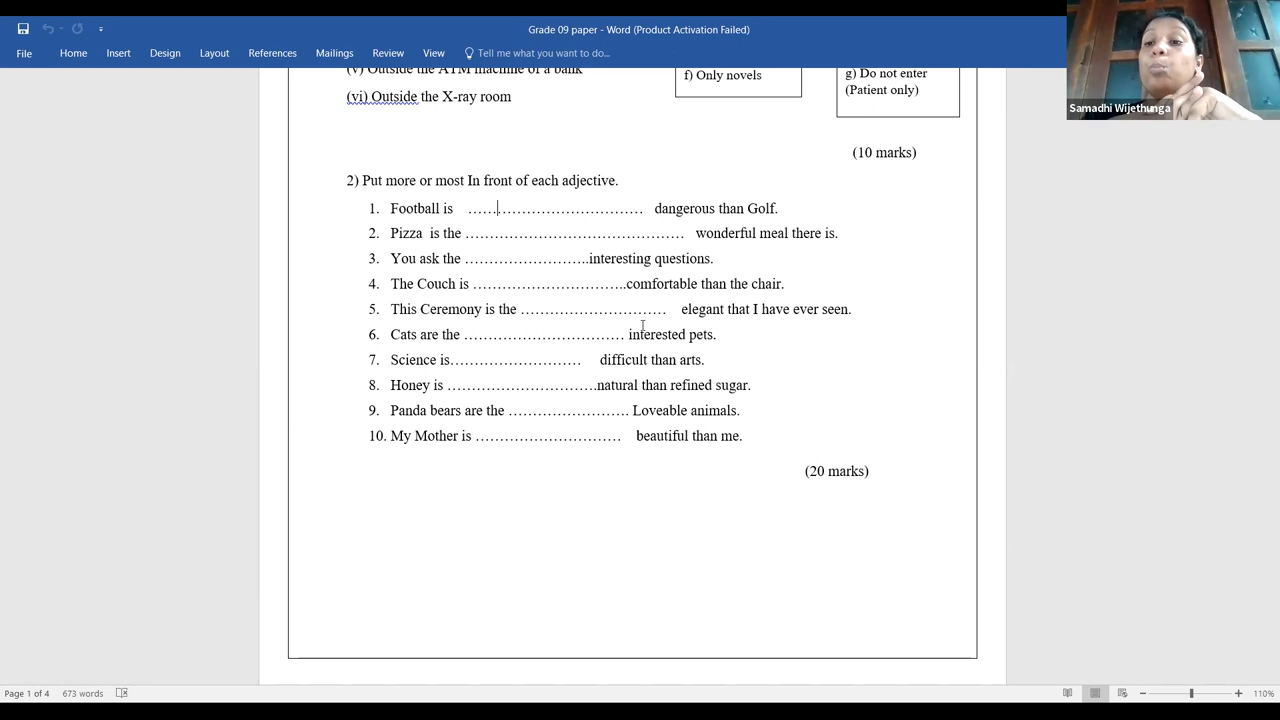 Grade 09 paper - Word (Product Activation Failed)
File Home Insert Design Layout References Mailings Review View Tell me what you want to do...
Samadhi Wijethunga
(v) Outside the ATM machine of a bank
(vi) Outside the X-ray room
f) Only novels
g) Do not enter
(Patient only)
(10 marks)
2) Put more or most In front of each adjective.
1. Football is ……………………………… dangerous than Golf.
2. Pizza is the ……………………………………… wonderful meal there is.
3. You ask the ……………………..interesting questions.
4. The Couch is …………………………..comfortable than the chair.
5. This Ceremony is the ………………………… elegant that I have ever seen.
6. Cats are the …………………………… interested pets.
7. Science is……………………… difficult than arts.
8. Honey is ………………………….natural than refined sugar.
9. Panda bears are the ……………………. Loveable animals.
10. My Mother is ………………………… beautiful than me.
(20 marks)
Page 1 of 4 673 words
110%